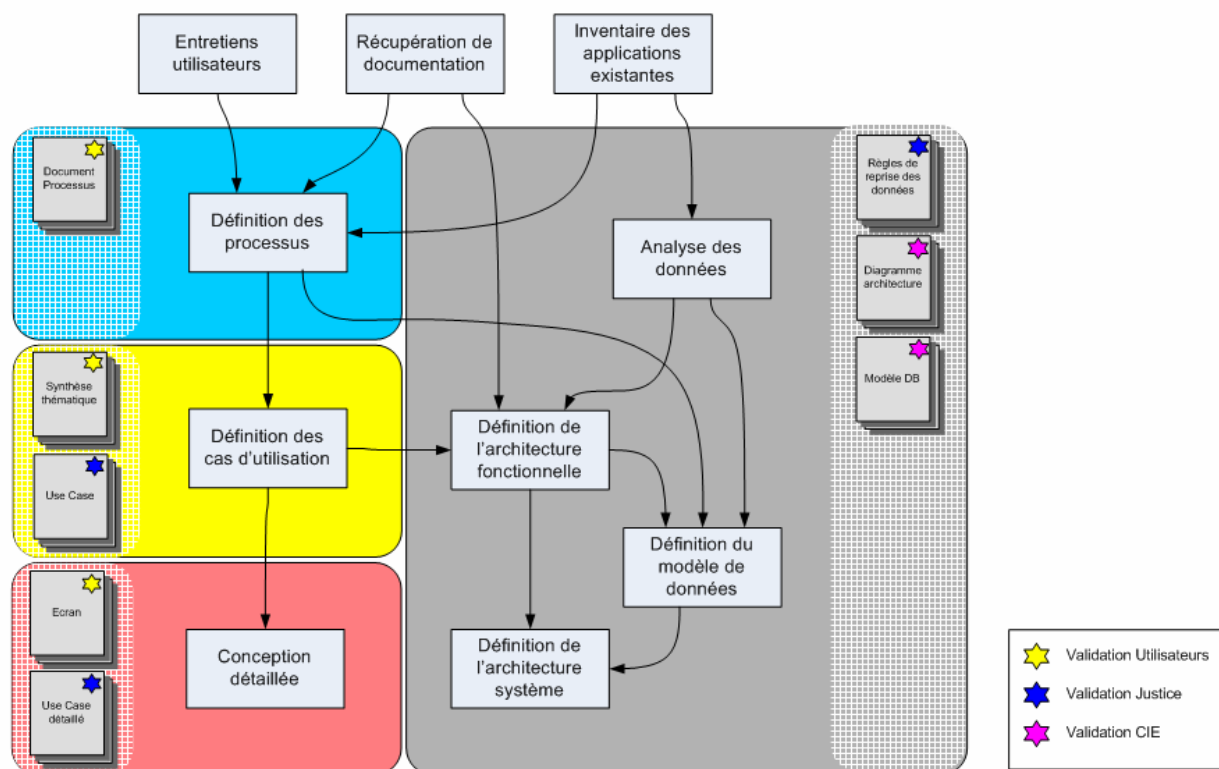 Entretiens
utilisateurs
Récupération de
documentation
Inventaire des
applications
existantes
Document
Processus
Définition des
processus
Analyse des
données
Règles de
reprise des
données
Diagramme
architecture
Modèle DB
Synthèse
thématique
Use Case
Définition des
cas d'utilisation
Définition de
l'architecture
fonctionnelle
Définition du
modèle de
données
Ecran
Use Case
détaillé
Conception
détaillée
Définition de
l'architecture
système
Validation Utilisateurs
Validation Justice
Validation CIE